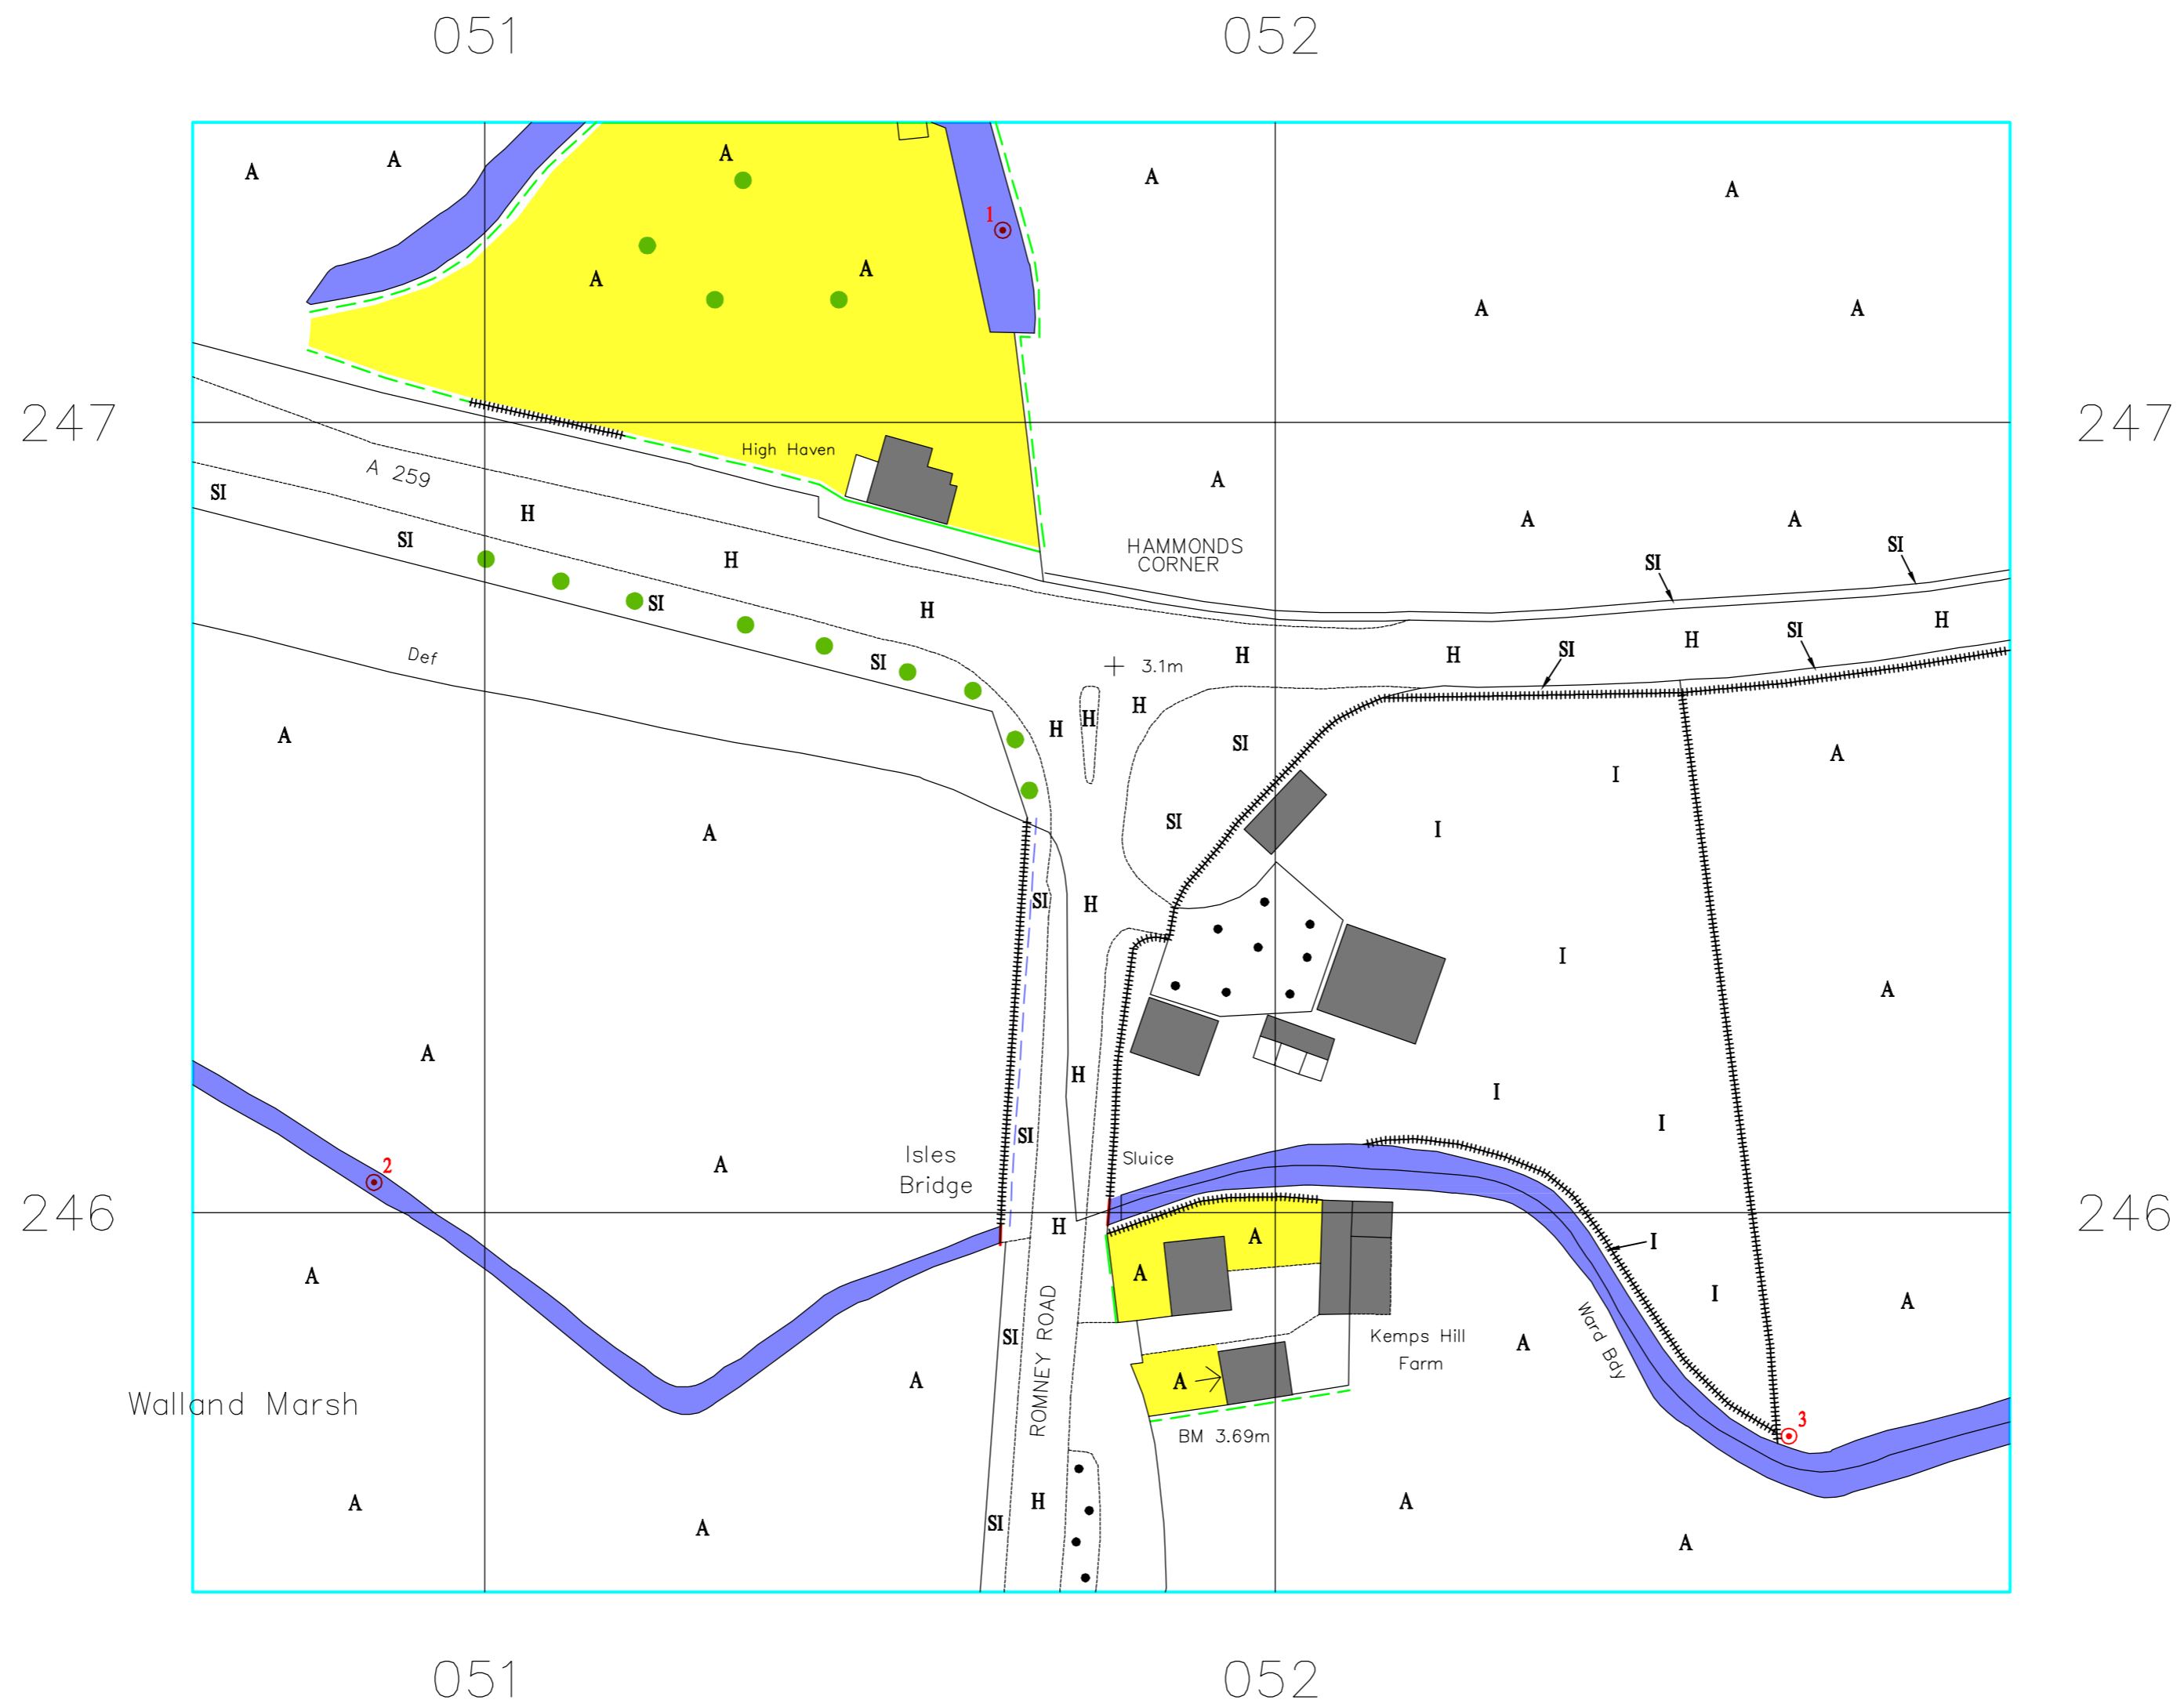 051
052
A
A
A
A
A
1
A
A
A
A
247
247
High Haven
A 259
A
SI
H
A
A
SI
SI
HAMMONDS
CORNER
H
SI
SI
H
H
SI
H
SI
H
SI
H
Def
3.1m
H
H
H
A
SI
A
I
SI
I
A
SI
H
I
A
A
H
I
I
SI
Isles
Bridge
Sluice
A
2
246
246
H
A
I
A
A
I
A
SI
ROMNEY ROAD
Kemps Hill
Farm
Ward Bdy
A
A
A
Walland Marsh
3
BM 3.69m
A
H
A
SI
A
A
051
052